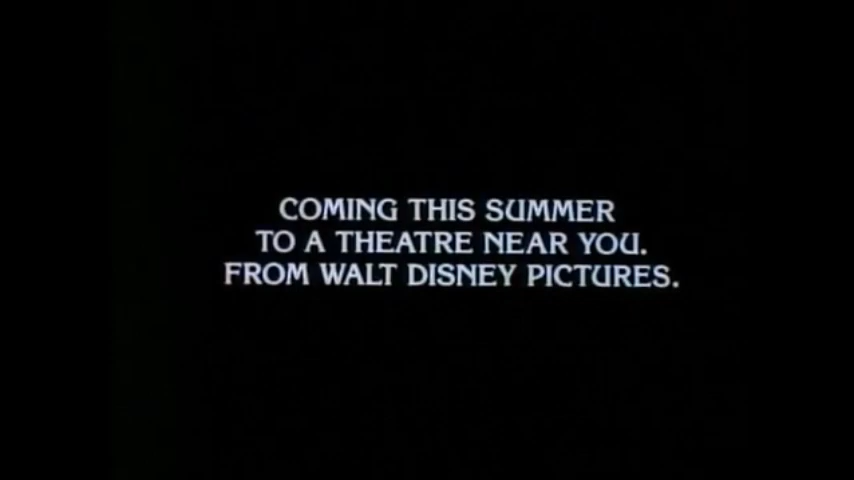 COMING THIS SUMMER
TO A THEATRE NEAR YOU.
FROM WALT DISNEY PICTURES.